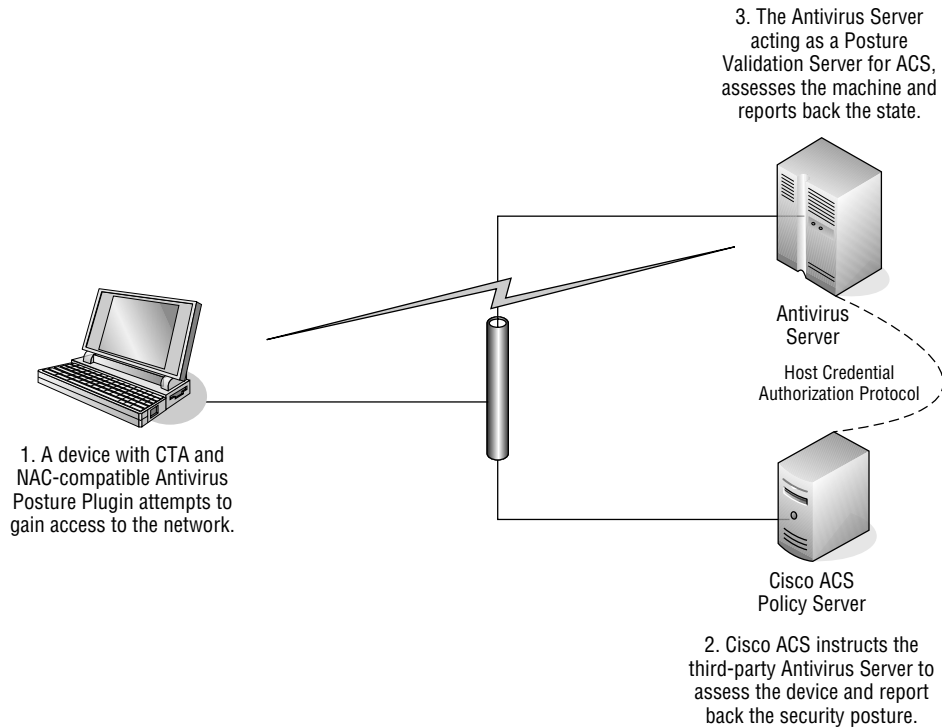 3. The Antivirus Server
acting as a Posture
Validation Server for ACS,
assesses the machine and
reports back the state.
Antivirus
Server
Host Credential
Authorization Protocol
1. A device with CTA and
NAC-compatible Antivirus
Posture Plugin attempts to
gain access to the network.
Cisco ACS
Policy Server
2. Cisco ACS instructs the
third-party Antivirus Server to
assess the device and report
back the security posture.